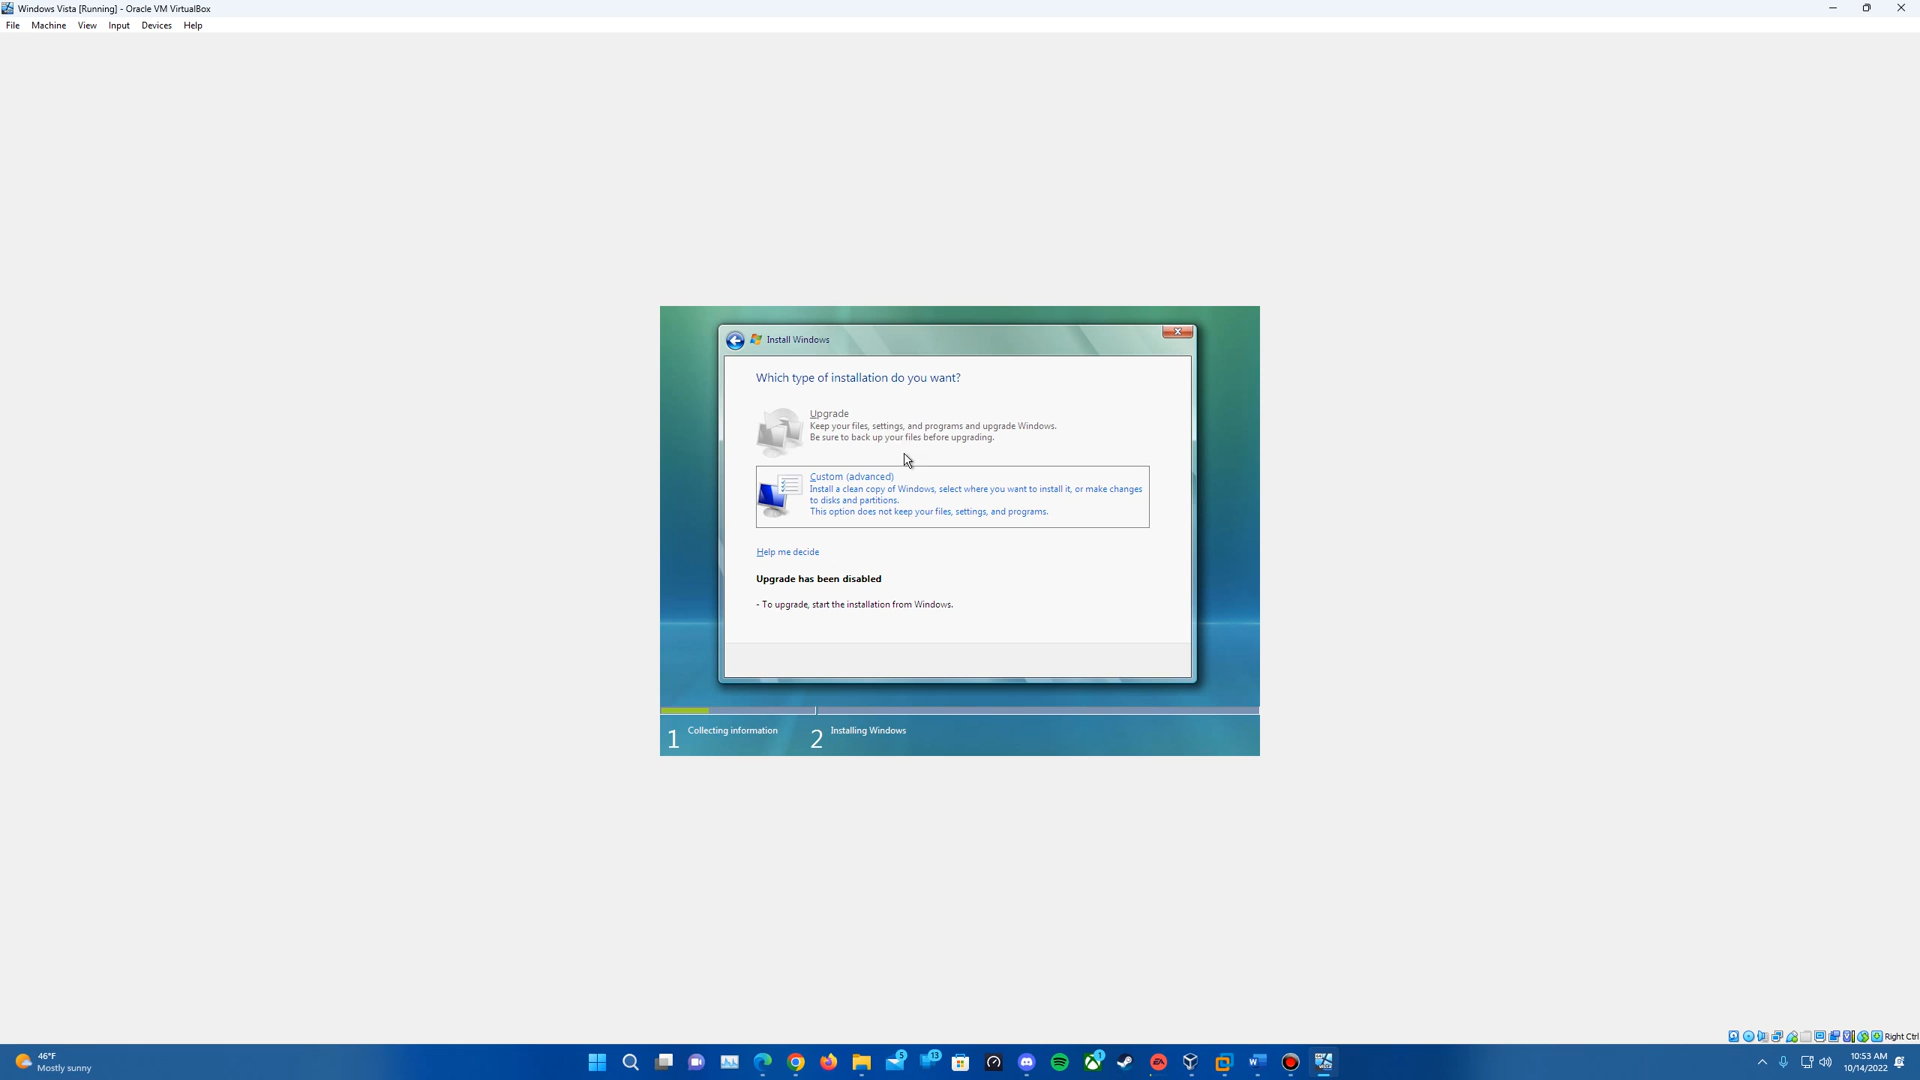 Windows Vista [Running] - Oracle VM VirtualBox
File Machine View Input Devices Help
Install Windows
Which type of installation do you want?
Upgrade
Keep your files, settings, and programs and upgrade Windows.
Be sure to back up your files before upgrading.
Custom (advanced)
Install a clean copy of Windows, select where you want to install it, or make changes
to disks and partitions.
This option does not keep your files, settings, and programs.
Help me decide
Upgrade has been disabled
- To upgrade, start the installation from Windows.
1 Collecting information 2 Installing Windows
Right Ctrl
46°F
Mostly sunny
5
13
1
10:53 AM
10/14/2022